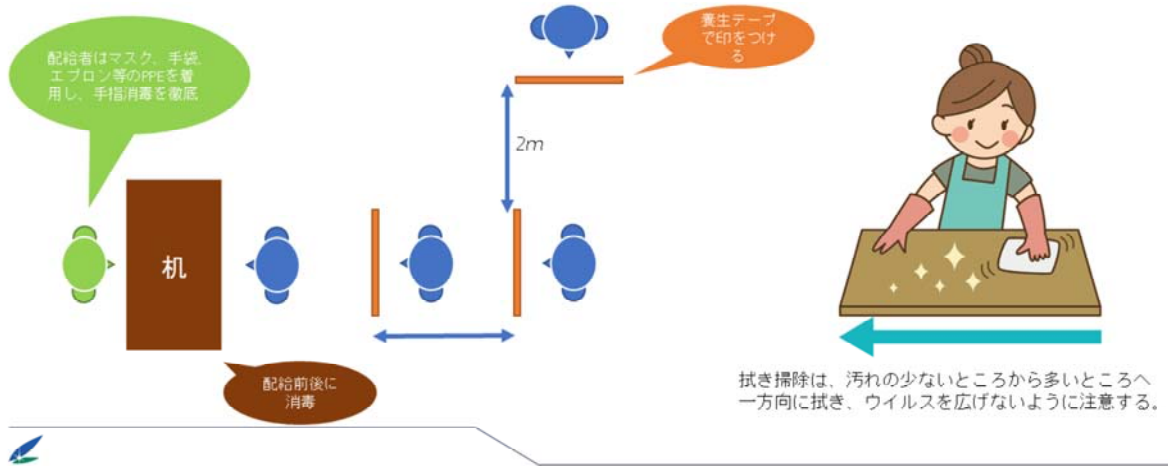 配給者はマスク、手袋、
エプロン等のPPEを着
用し、手指消毒を徹底
養生テープ
で印をつけ
る
2m
机
配給前後に
消毒
拭き掃除は、汚れの少ないところから多いところへ
一方向に拭き、ウイルスを広げないように注意する。